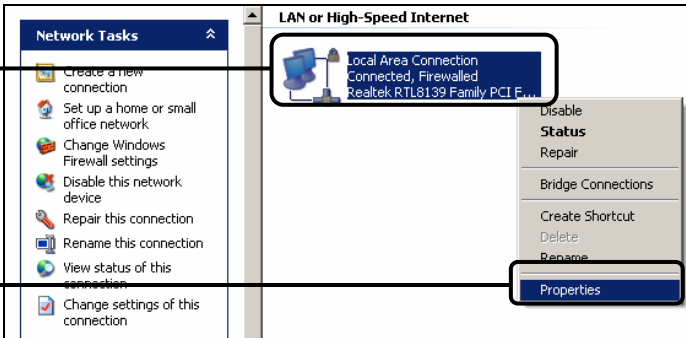 LAN or High-Speed Internet
Network Tasks
Create a new
connection
Set up a home or small
office network
Change Windows
Firewall settings
Disable this network
device
Repair this connection
Rename this connection
View status of this
connection
Change settings of this
connection
Local Area Connection
Connected, Firewalled
Realtek RTL8139 Family PCI F...
Disable
Status
Repair
Bridge Connections
Create Shortcut
Delete
Rename
Properties